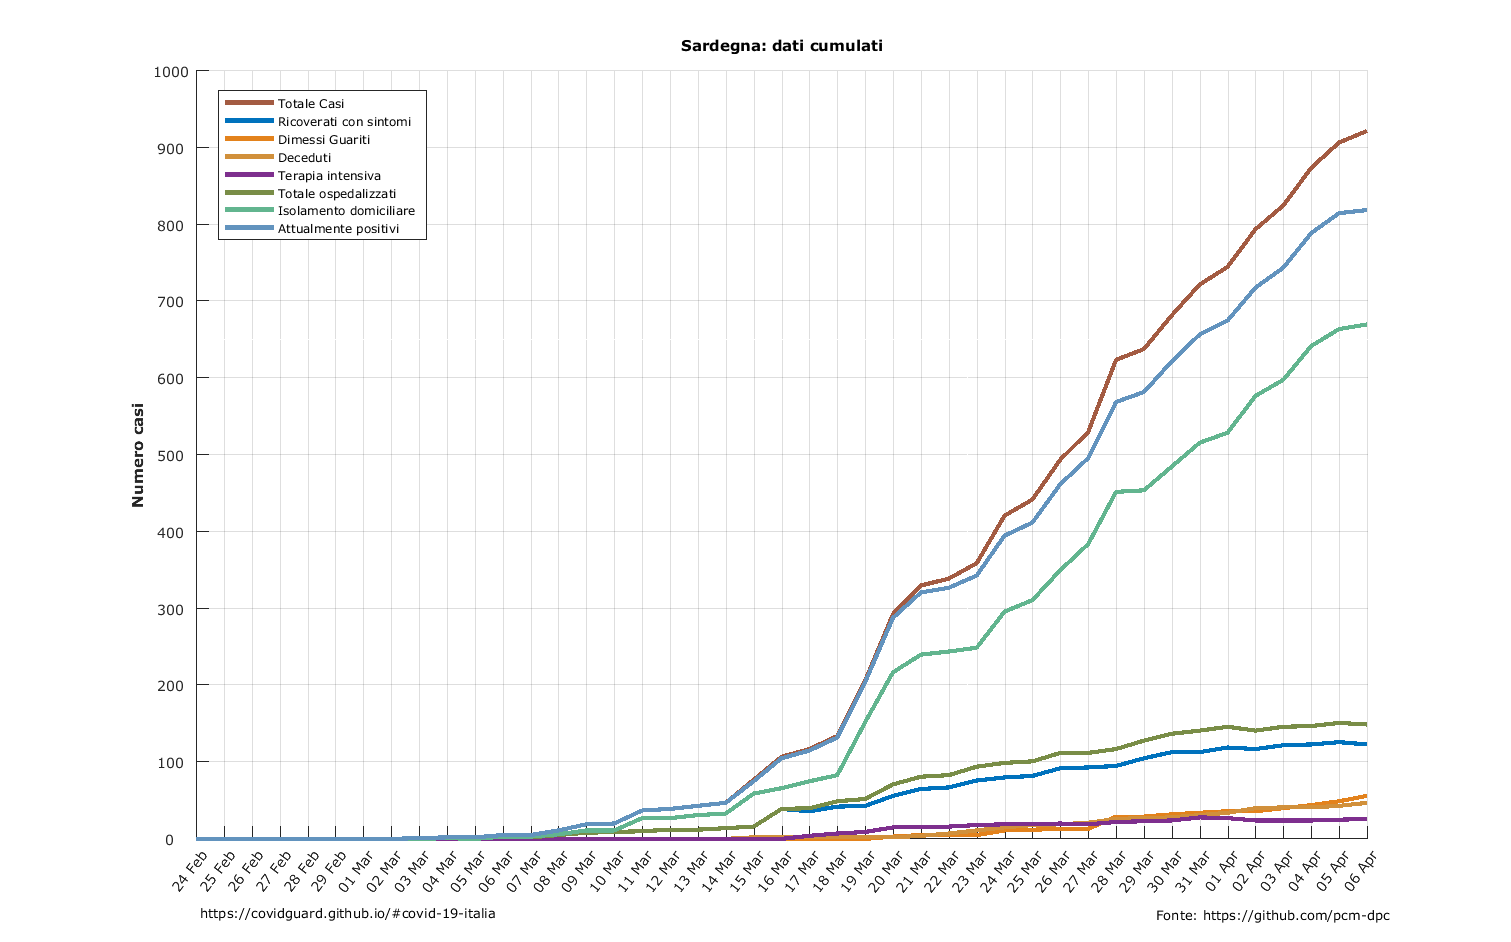 Sardegna: dati cumulati
1000
900
800
700
600
500
400
300
200
100
0
Numero casi
Totale Casi
Ricoverati con sintomi
Dimessi Guariti
Deceduti
Terapia intensiva
Totale ospedalizzati
Isolamento domiciliare
Attualmente positivi
24 Feb
25 Feb
26 Feb
27 Feb
28 Feb
29 Feb
01 Mar
02 Mar
03 Mar
04 Mar
05 Mar
06 Mar
07 Mar
08 Mar
09 Mar
10 Mar
11 Mar
12 Mar
13 Mar
14 Mar
15 Mar
16 Mar
17 Mar
18 Mar
19 Mar
20 Mar
21 Mar
22 Mar
23 Mar
24 Mar
25 Mar
26 Mar
27 Mar
28 Mar
29 Mar
30 Mar
31 Mar
01 Apr
02 Apr
03 Apr
04 Apr
05 Apr
06 Apr
https://covidguard.github.io/#covid-19-italia
Fonte: https://github.com/pcm-dpc